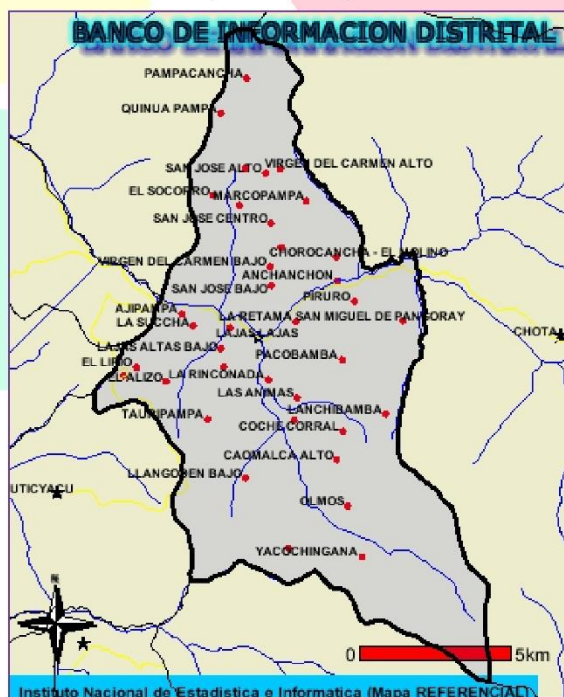 BANCO DE INFORMACION DISTRITAL
PAMPACANCHA
QUINUA PAMPA
SAN JOSE ALTO
VIRGEN DEL CARMEN ALTO
EL SOCORRO
MARCOPAMPA
SAN JOSE CENTRO
CHOROCANCHA - EL MOLINO
VIRGEN DEL CARMEN BAJO
ANCHANCHON
SAN JOSE BAJO
PIRURO
AJIPAMPA
LA RETAMA
SAN MIGUEL DE PANGORAY
LA SUCCHA
LAJAS LAJAS
CHOTA
LAJAS ALTAS BAJO
PACOBAMBA
EL LIRIO
EL ALIZO
LA RINCONADA
LAS ANIMAS
LANCHIBAMBA
TAURIPAMPA
COCHE CORRAL
CAOMALCA ALTO
LLANGODEN BAJO
UTICYACU
OLMOS
YACOCHINGANA
N
0 5km
Instituto Nacional de Estadistica e Informatica (Mapa REFERENCIAL)